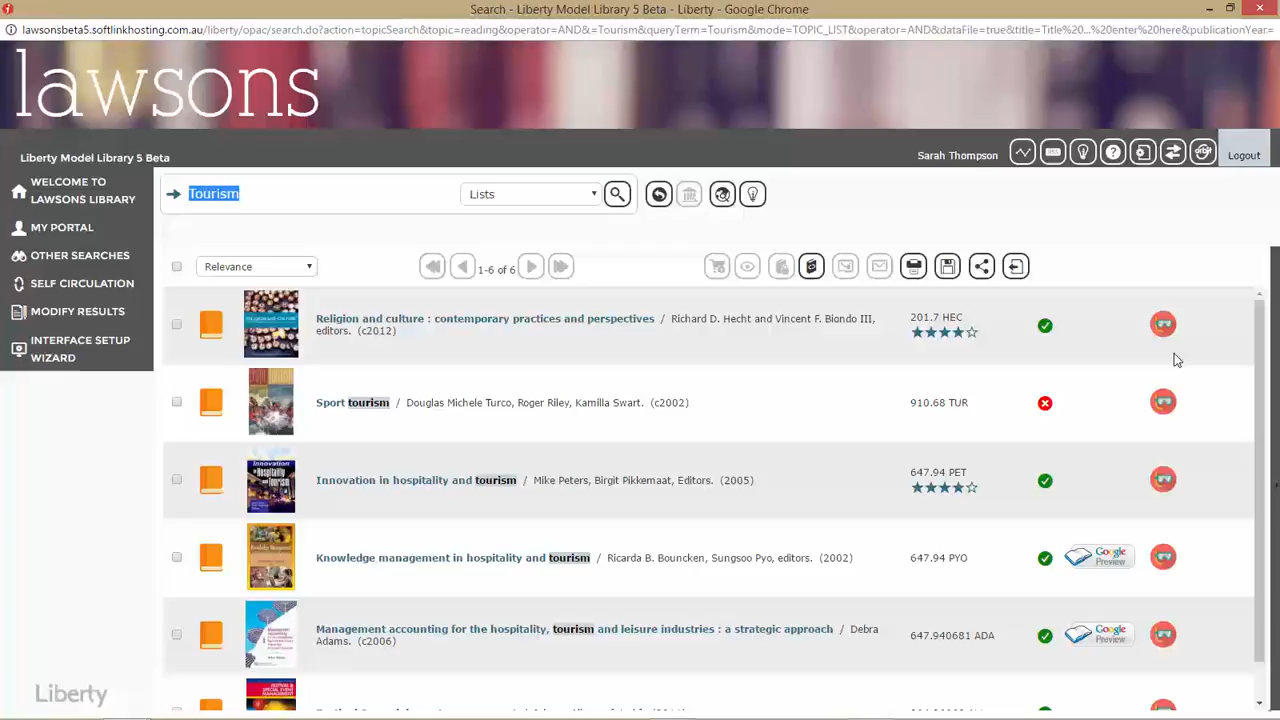 Search - Liberty Model Library 5 Beta - Liberty - Google Chrome
lawsonsbeta5.softlinkhosting.com.au/liberty/opac/search.do?action=topicSearch&topic=reading&operator=AND&=Tourism&queryTerm=Tourism&mode=TOPIC_LIST&operator=AND&dataFile=true&title=Title%20...%20enter%20here&publicationYear=
lawsons
Liberty Model Library 5 Beta
Sarah Thompson
Logout
WELCOME TO
LAWSONS LIBRARY
MY PORTAL
OTHER SEARCHES
SELF CIRCULATION
MODIFY RESULTS
INTERFACE SETUP
WIZARD
Tourism
Lists
Relevance
1-6 of 6
Religion and culture : contemporary practices and perspectives / D. Hecht and Vincent F. Biondo III,
editors. (c2012)
201.7 HEC
Sport tourism / Douglas Michele Turco, Roger Riley, Kamilla Swart. (c2002)
910.68 TUR
Innovation in hospitality and tourism / Mike Peters, Birgit Pikkemaat, Editors. (2005)
647.94 PET
Knowledge management in hospitality and tourism / Ricarda B. Bouncken, Sungsoo Pyo, editors. (2002)
647.94 PYO
Google
Preview
Management accounting for the hospitality tourism and leisure industries : a strategic approach / Debra
Adams. (c2006)
647.940681 ADA
Google
Preview
Liberty